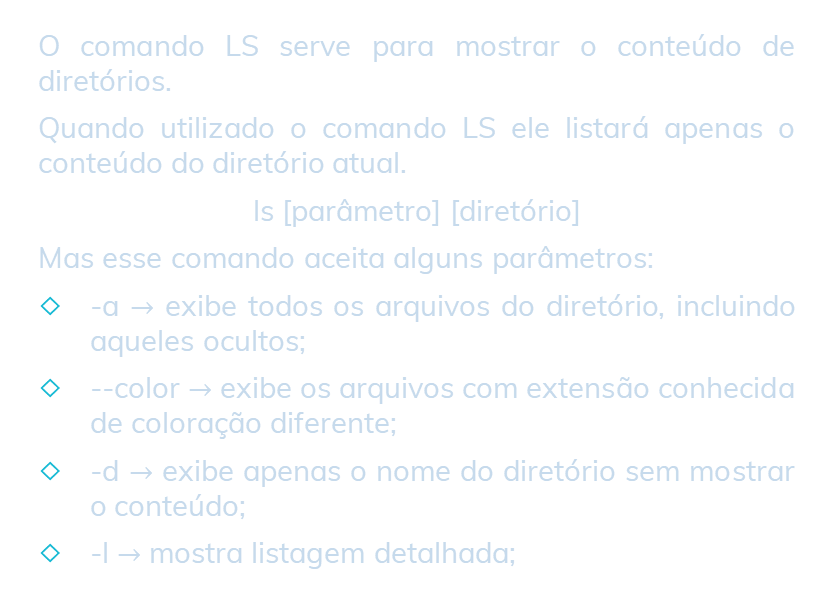 O comando LS serve para mostrar o conteúdo de
diretórios.
Quando utilizado o comando LS ele listará apenas o
conteúdo do diretório atual.
ls [parâmetro] [diretório]
Mas esse comando aceita alguns parâmetros:
-a → exibe todos os arquivos do diretório, incluindo
aqueles ocultos;
--color → exibe os arquivos com extensão conhecida
de coloração diferente;
-d → exibe apenas o nome do diretório sem mostrar
o conteúdo;
-l → mostra listagem detalhada;